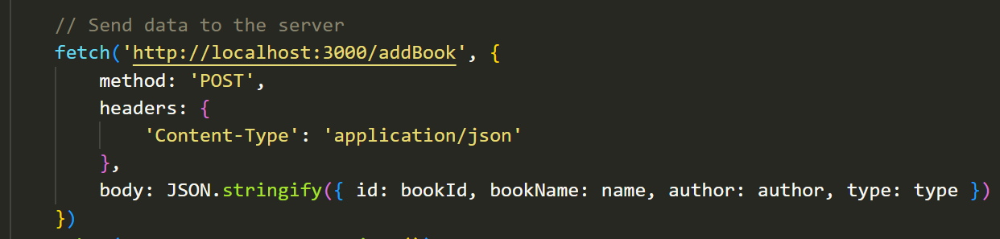 // Send data to the server
fetch('http://localhost:3000/addBook', {
method: 'POST',
headers: {
'Content-Type': 'application/json'
},
body: JSON.stringify({ id: bookId, bookName: name, author: author, type: type })
})